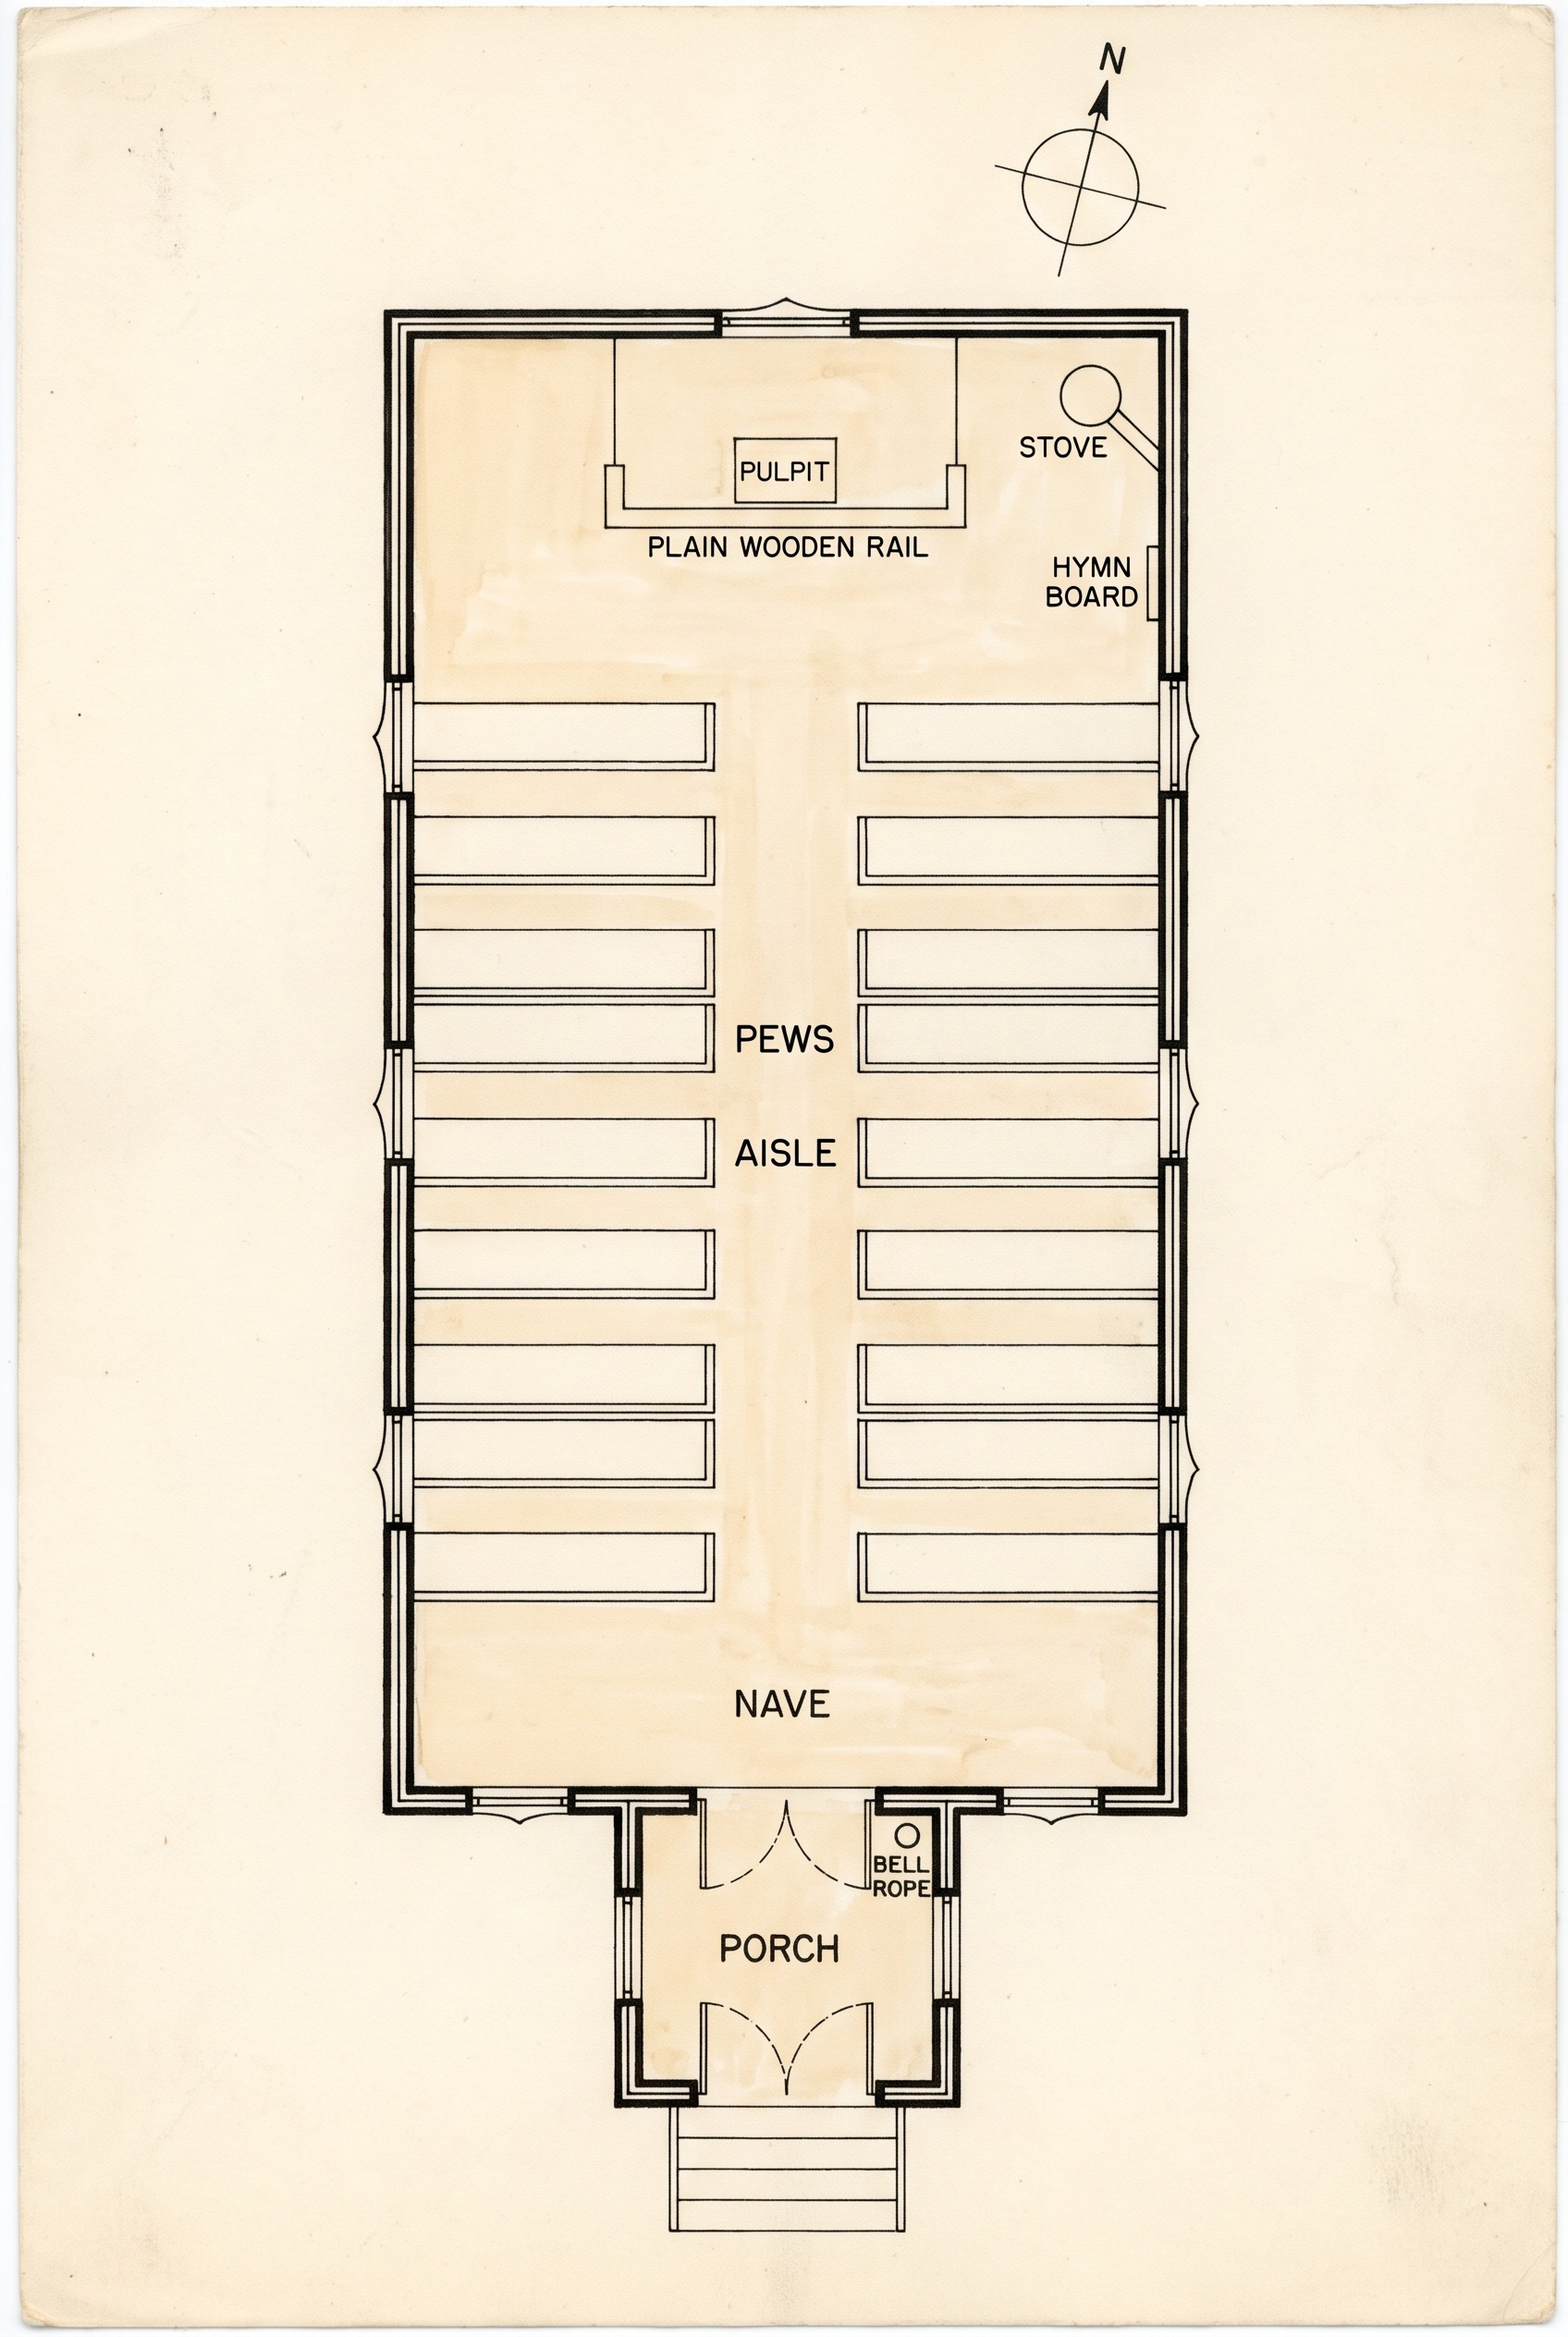 N
PULPIT
STOVE
PLAIN WOODEN RAIL
HYMN
BOARD
PEWS
AISLE
NAVE
BELL
ROPE
PORCH